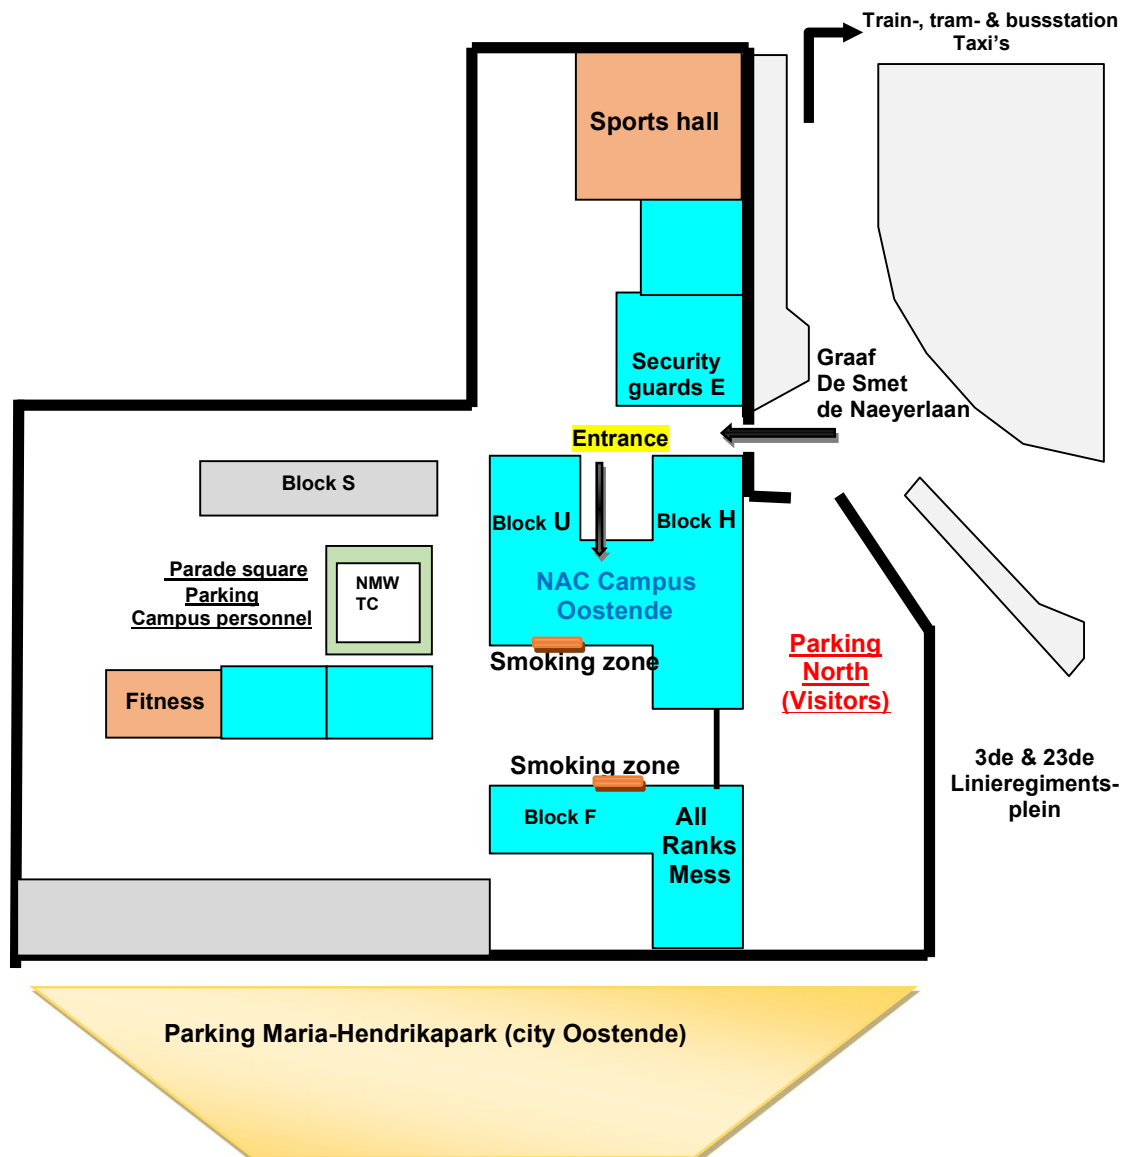 Train-, tram- & bussstation
Taxi's
Sports hall
Security
guards E
Graaf
De Smet
de Naeyerlaan
Entrance
Block S
Block U
Block H
Parade square
Parking
Campus personnel
NMW
TC
NAC Campus
Oostende
Smoking zone
Parking
North
(Visitors)
Fitness
Smoking zone
3de & 23de
Linieregiments-
plein
Block F
All
Ranks
Mess
Parking Maria-Hendrikapark (city Oostende)